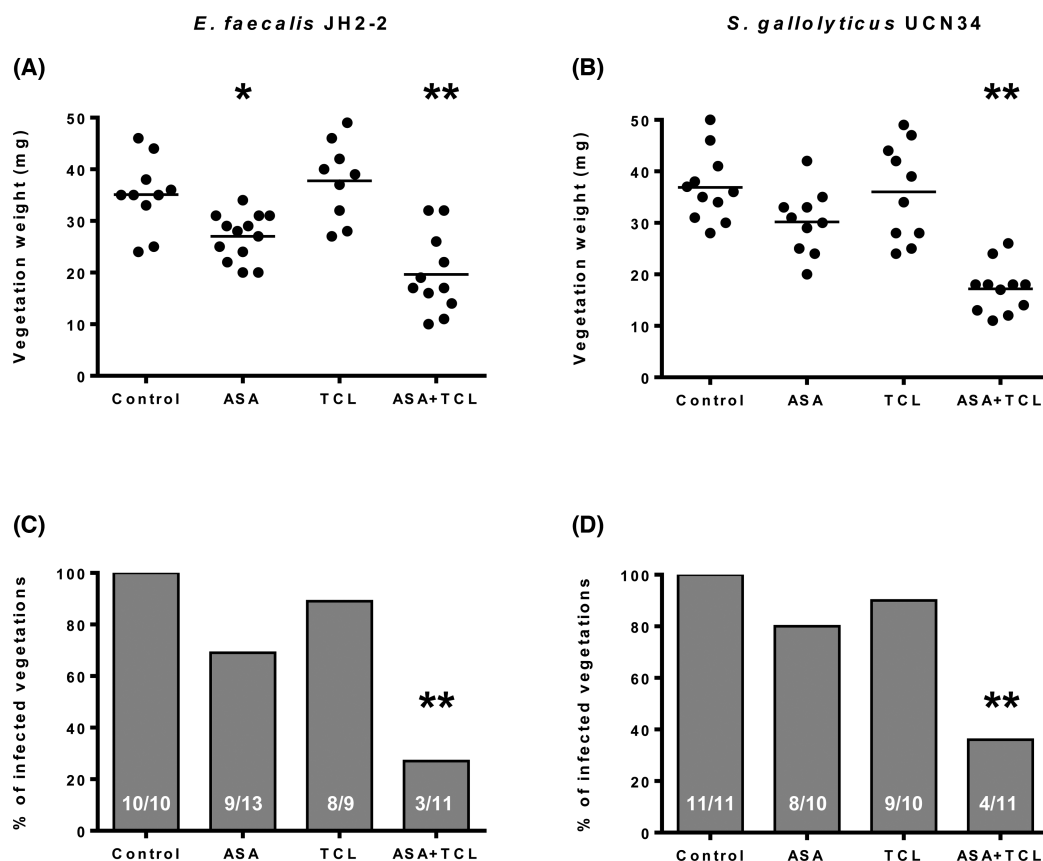 E. faecalis JH2-2
S. gallolyticus UCN34
(A)
Vegetation weight (mg)
50
40
30
20
10
0
*
**
Control ASA TCL ASA+TCL
(B)
Vegetation weight (mg)
50
40
30
20
10
0
**
Control ASA TCL ASA+TCL
(C)
% of infected vegetations
100
80
60
40
20
0
**
10/10 9/13 8/9 3/11
Control ASA TCL ASA+TCL
(D)
% of infected vegetations
100
80
60
40
20
0
**
11/11 8/10 9/10 4/11
Control ASA TCL ASA+TCL